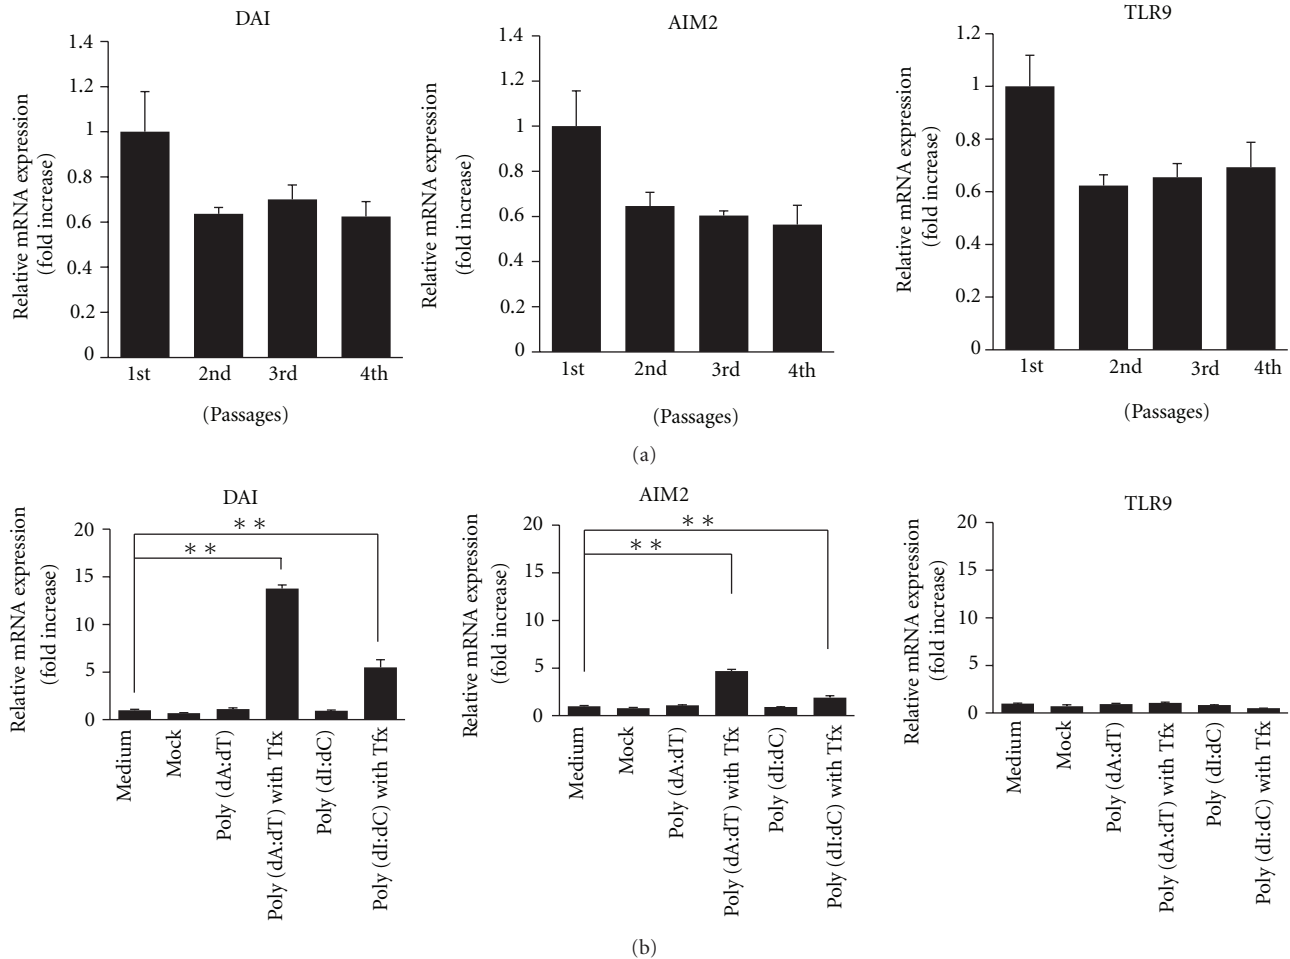 DAI
Relative mRNA expression
(fold increase)
1.4
1.2
1
0.8
0.6
0.4
0.2
0
1st 2nd 3rd 4th
(Passages)
AIM2
Relative mRNA expression
(fold increase)
1.4
1.2
1
0.8
0.6
0.4
0.2
0
1st 2nd 3rd 4th
(Passages)
TLR9
Relative mRNA expression
(fold increase)
1.2
1
0.8
0.6
0.4
0.2
0
1st 2nd 3rd 4th
(Passages)
(a)
DAI
Relative mRNA expression
(fold increase)
20
15
10
5
0
** 
**
Medium
Mock
Poly (dA:dT)
Poly (dA:dT) with Tfx
Poly (dI:dC)
Poly (dI:dC) with Tfx
AIM2
Relative mRNA expression
(fold increase)
20
15
10
5
0
**
**
Medium
Mock
Poly (dA:dT)
Poly (dA:dT) with Tfx
Poly (dI:dC)
Poly (dI:dC) with Tfx
TLR9
Relative mRNA expression
(fold increase)
20
15
10
5
0
Medium
Mock
Poly (dA:dT)
Poly (dA:dT) with Tfx
Poly (dI:dC)
Poly (dI:dC) with Tfx
(b)